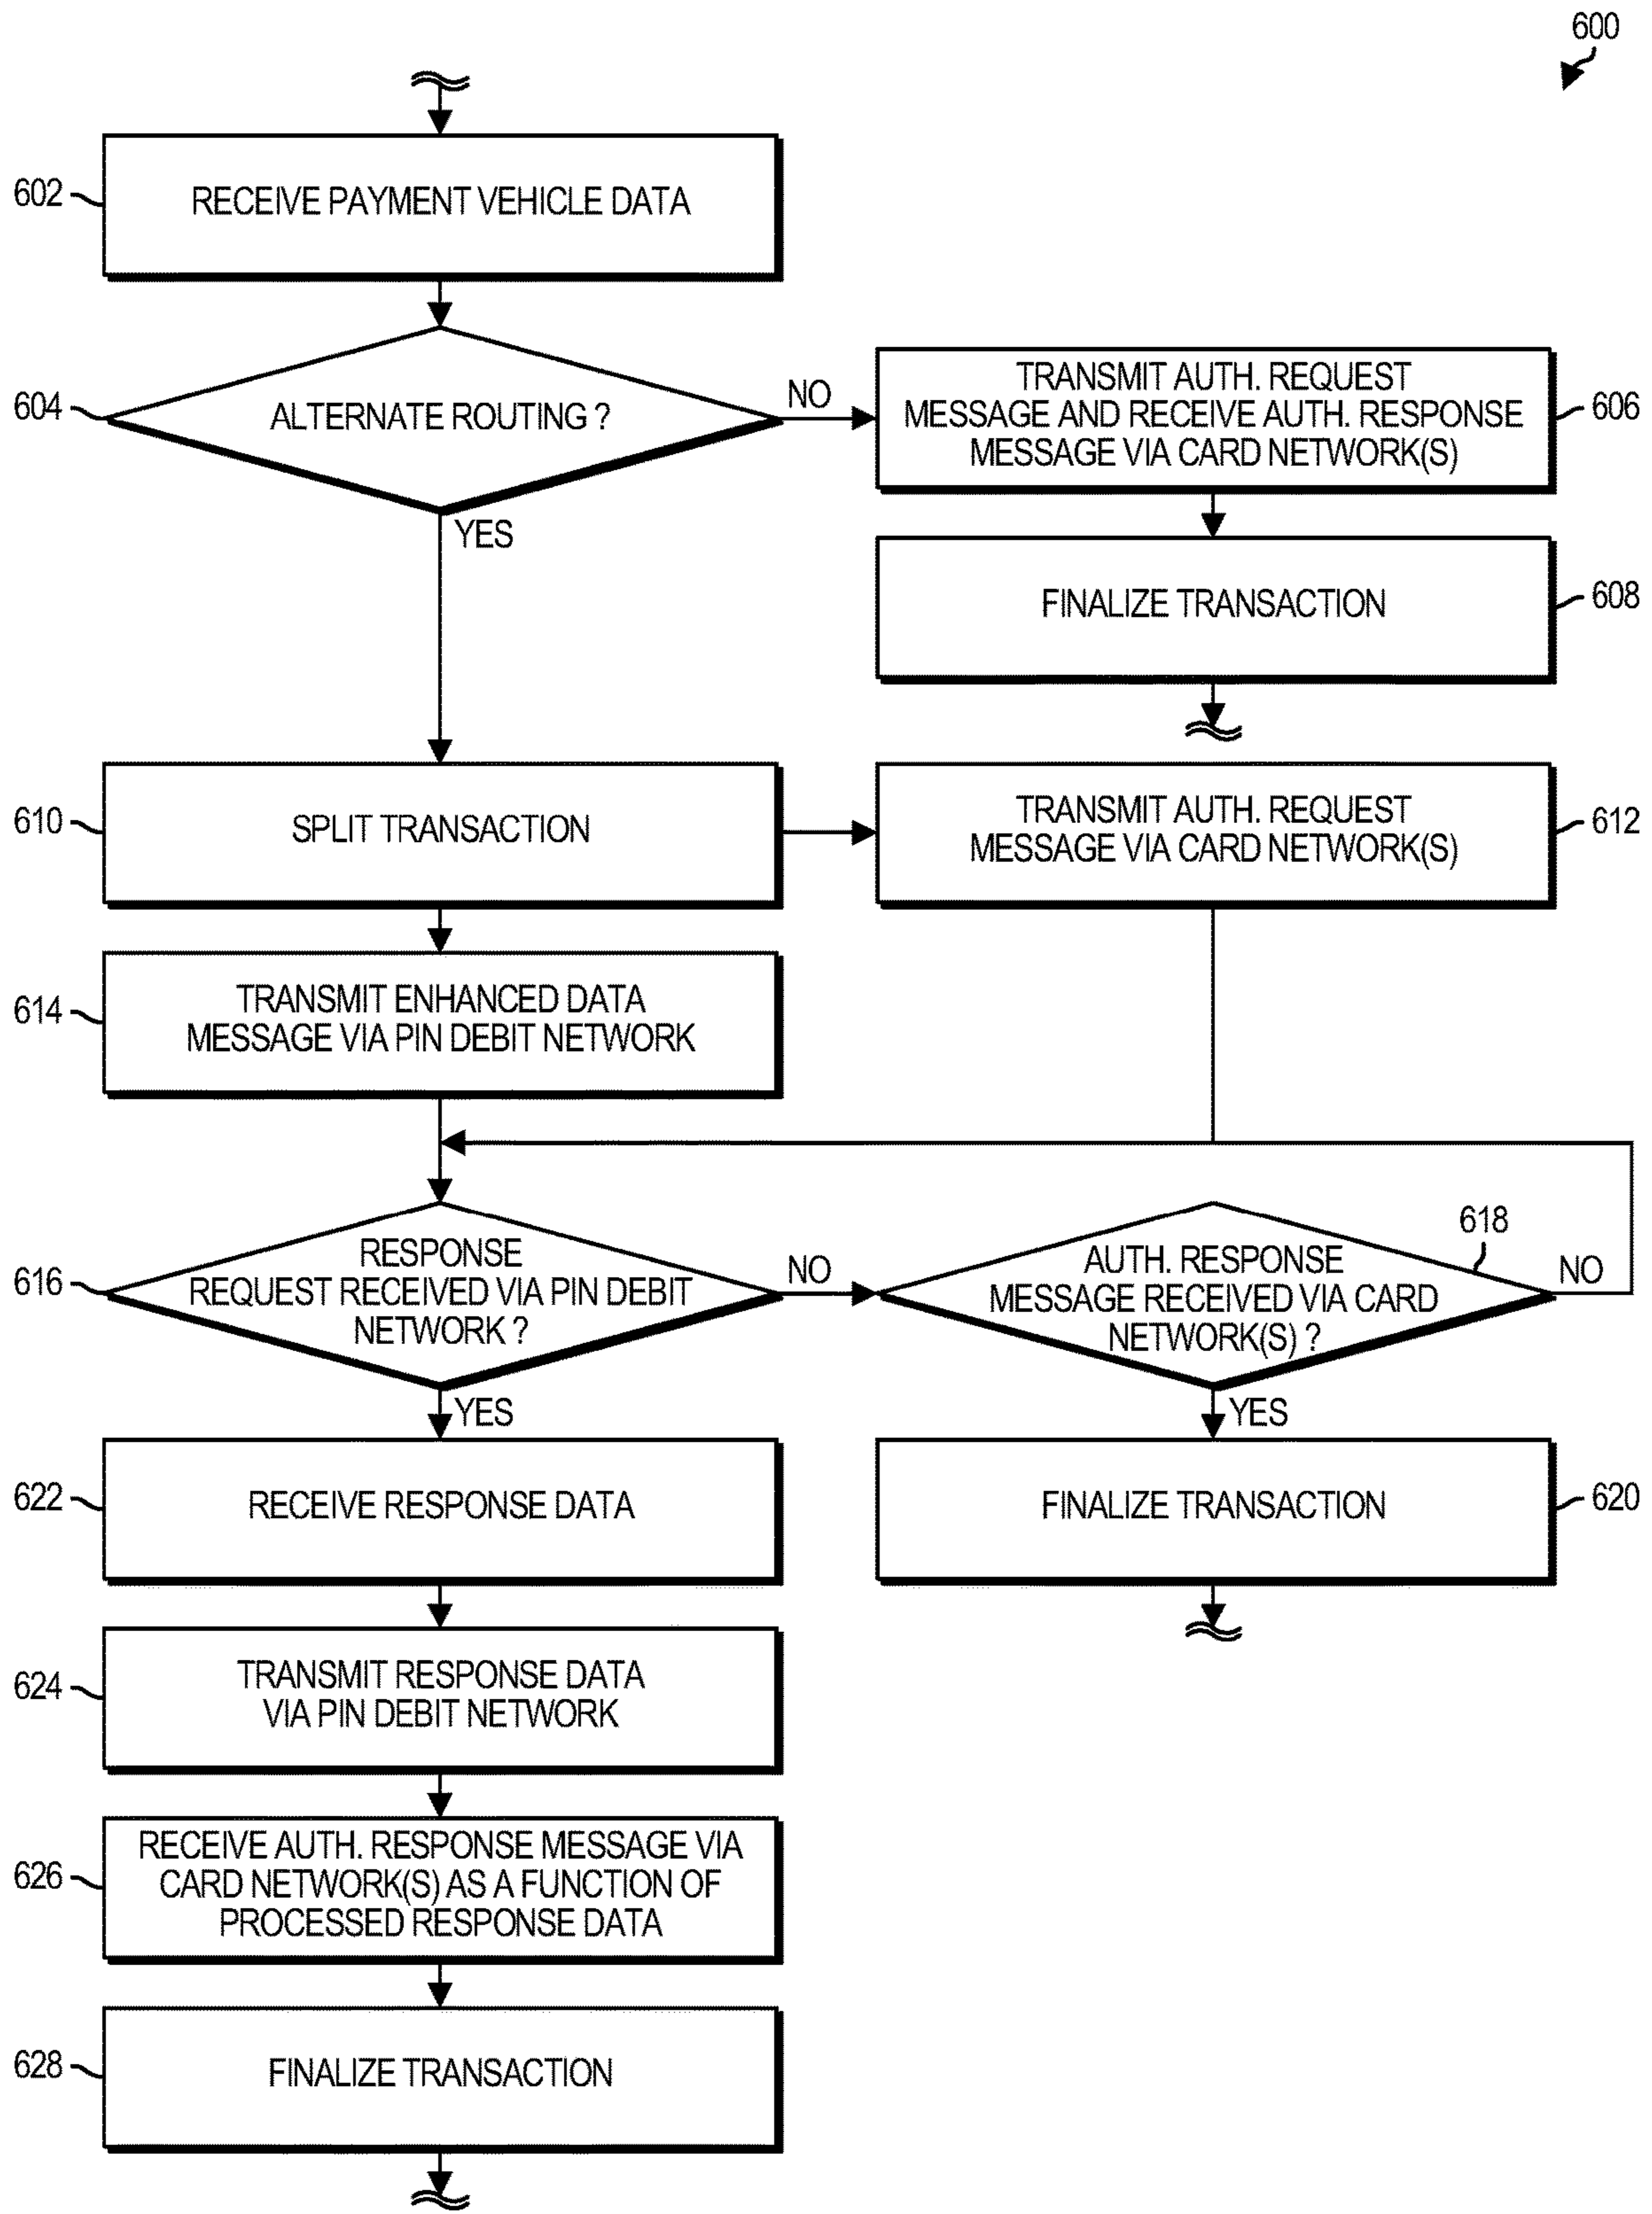 600
602
RECEIVE PAYMENT VEHICLE DATA
604
ALTERNATE ROUTING ?
NO
YES
TRANSMIT AUTH. REQUEST
MESSAGE AND RECEIVE AUTH. RESPONSE
MESSAGE VIA CARD NETWORK(S)
606
FINALIZE TRANSACTION
608
610
SPLIT TRANSACTION
TRANSMIT AUTH. REQUEST
MESSAGE VIA CARD NETWORK(S)
612
614
TRANSMIT ENHANCED DATA
MESSAGE VIA PIN DEBIT NETWORK
616
RESPONSE
REQUEST RECEIVED VIA PIN DEBIT
NETWORK ?
NO
YES
618
AUTH. RESPONSE
MESSAGE RECEIVED VIA CARD
NETWORK(S) ?
NO
YES
622
RECEIVE RESPONSE DATA
FINALIZE TRANSACTION
620
624
TRANSMIT RESPONSE DATA
VIA PIN DEBIT NETWORK
626
RECEIVE AUTH. RESPONSE MESSAGE VIA
CARD NETWORK(S) AS A FUNCTION OF
PROCESSED RESPONSE DATA
628
FINALIZE TRANSACTION